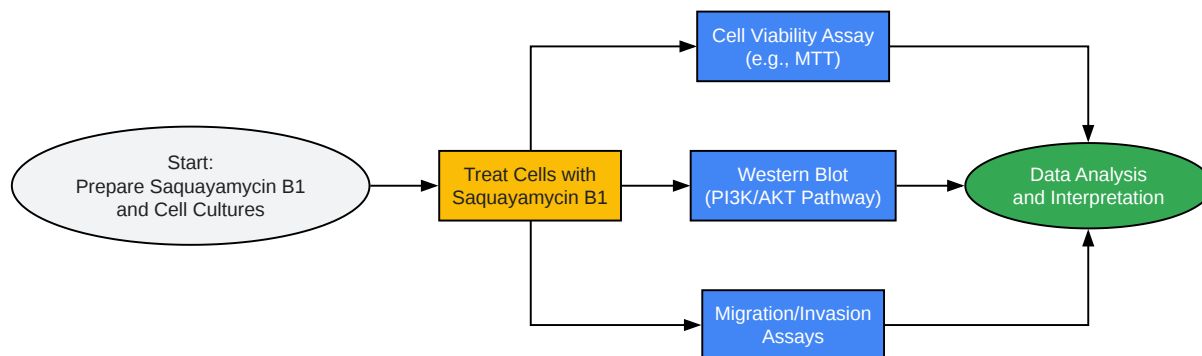 Start:
Prepare Saquayamycin B1
and Cell Cultures
Treat Cells with
Saquayamycin B1
Cell Viability Assay
(e.g., MTT)
Western Blot
(PI3K/AKT Pathway)
Migration/Invasion
Assays
Data Analysis
and Interpretation